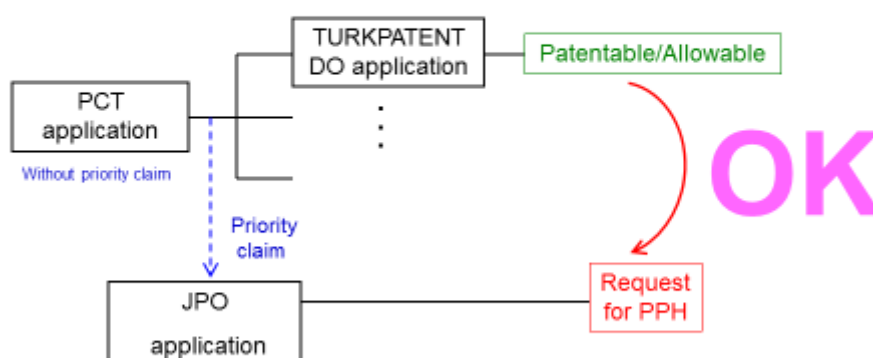 TURKPATENT
DO application
Patentable/Allowable
PCT
application
Without priority claim
OK
Priority
claim
Request
for PPH
JPO
application